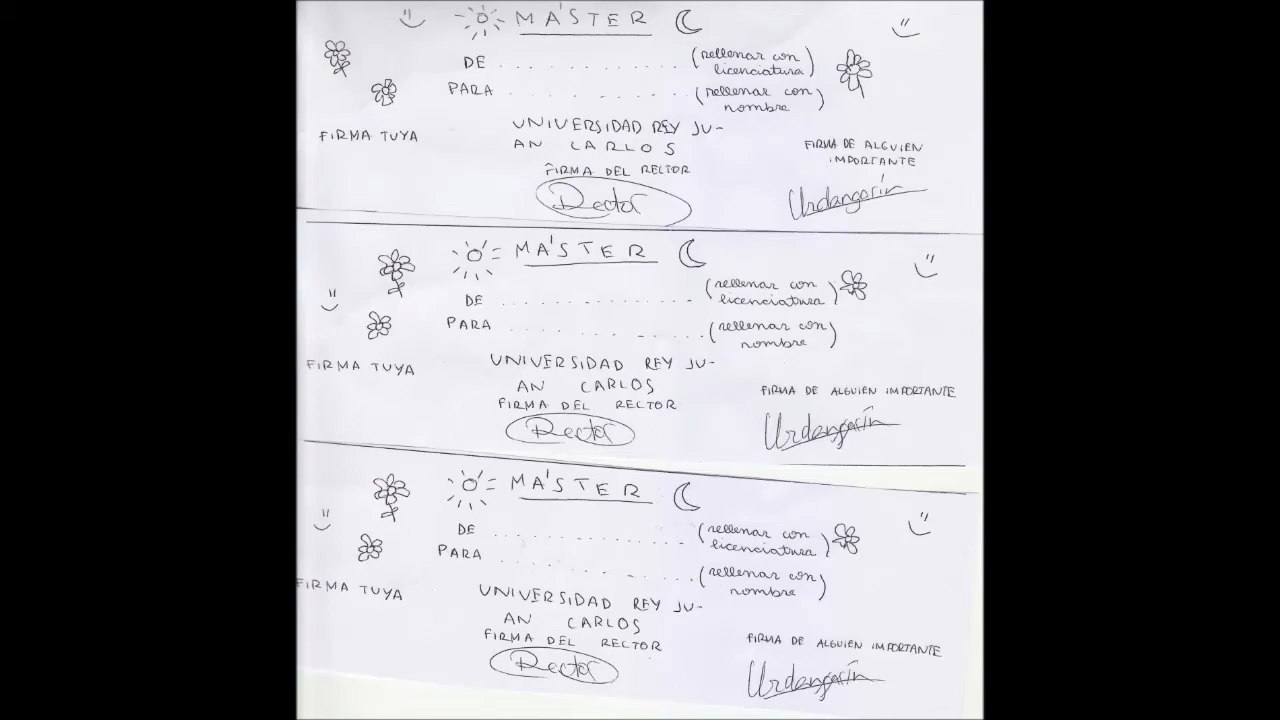 MÁSTER
DE . . . . . . . . . . . . (rellenar con
licenciatura)
PARA . . . . . . . . . . . . (rellenar con
nombre)
FIRMA TUYA
UNIVERSIDAD REY JU-
AN CARLOS
FIRMA DEL RECTOR
Rector
FIRMA DE ALGUIEN
IMPORTANTE
Urdangarín
MÁSTER
DE . . . . . . . . . . . . (rellenar con
licenciatura)
PARA . . . . . . . . . . . . (rellenar con
nombre)
FIRMA TUYA
UNIVERSIDAD REY JU-
AN CARLOS
FIRMA DEL RECTOR
Rector
FIRMA DE ALGUIEN IMPORTANTE
Urdangarín
MÁSTER
DE . . . . . . . . . . . . (rellenar con
licenciatura)
PARA . . . . . . . . . . . . (rellenar con
nombre)
FIRMA TUYA
UNIVERSIDAD REY JU-
AN CARLOS
FIRMA DEL RECTOR
Rector
FIRMA DE ALGUIEN IMPORTANTE
Urdangarín